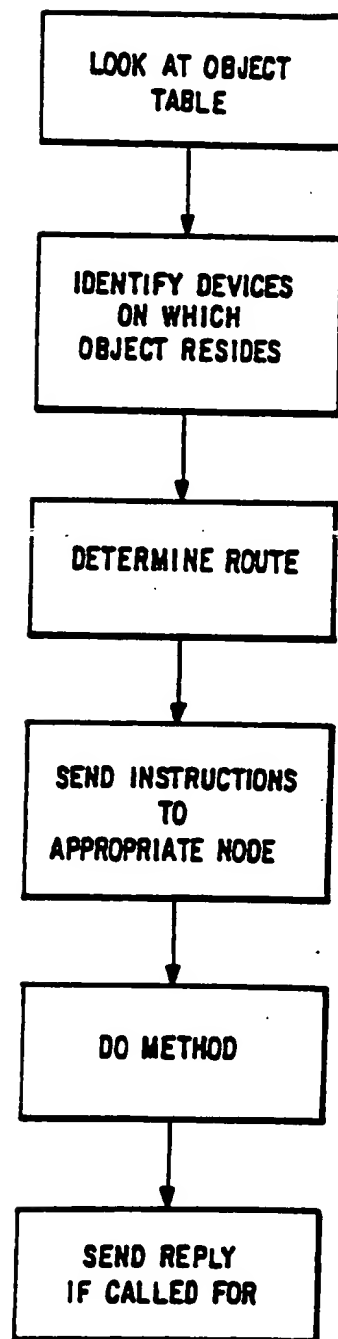 LOOK AT OBJECT
TABLE
IDENTIFY DEVICES
ON WHICH
OBJECT RESIDES
DETERMINE ROUTE
SEND INSTRUCTIONS
TO
APPROPRIATE NODE
DO METHOD
SEND REPLY
IF CALLED FOR